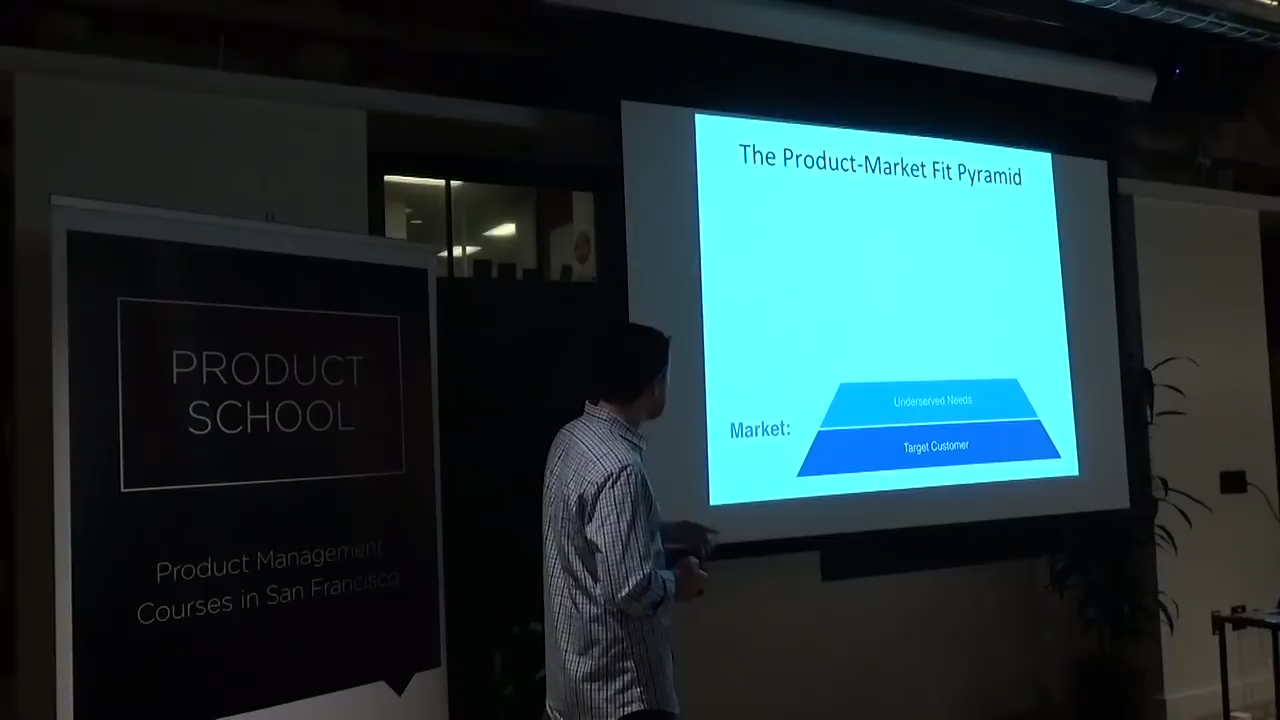 PRODUCT
SCHOOL
Product Management
Courses in San Francisco
The Product-Market Fit Pyramid
Underserved Needs
Market:
Target Customer